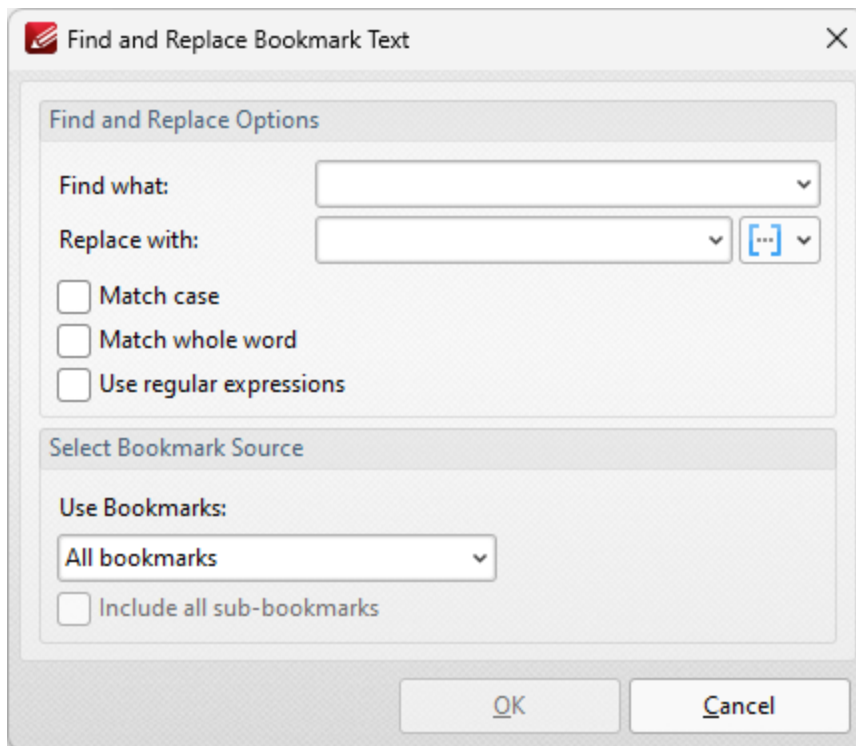 Find and Replace Bookmark Text
Find and Replace Options
Find what:
Replace with:
Match case
Match whole word
Use regular expressions
Select Bookmark Source
Use Bookmarks:
All bookmarks
Include all sub-bookmarks
OK Cancel